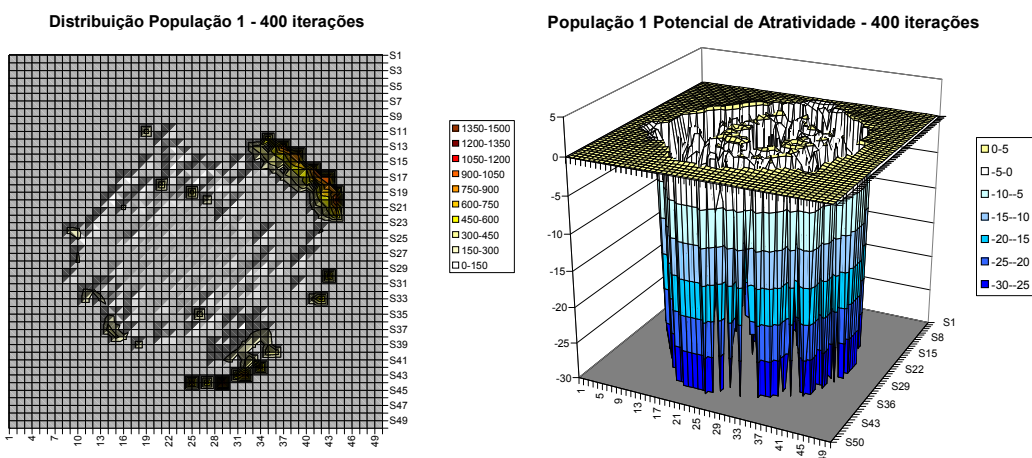 Distribuição População 1 - 400 iterações
S1
S3
S5
S7
S9
S11
S13
S15
S17
S19
S21
S23
S25
S27
S29
S31
S33
S35
S37
S39
S41
S43
S45
S47
S49
1 4 7 10 13 16 19 22 25 28 31 34 37 40 43 46 49
1350-1500
1200-1350
1050-1200
900-1050
750-900
600-750
450-600
300-450
150-300
0-150
População 1 Potencial de Atratividade - 400 iterações
5
0
-5
-10
-15
-20
-25
-30
1 5 9 13 17 21 25 29 33 37 41 45 49
S1
S8
S15
S22
S29
S36
S43
S50
0-5
-5-0
-10--5
-15--10
-20--15
-25--20
-30--25